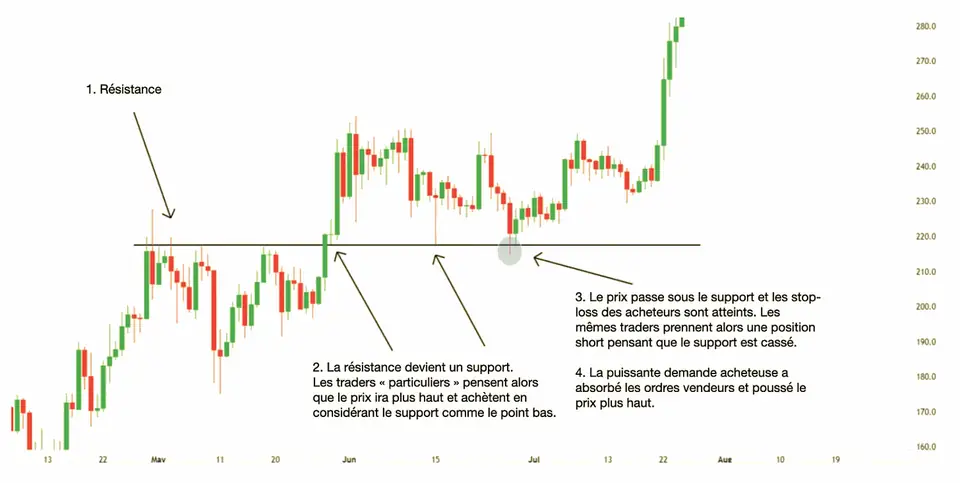 1. Résistance
2. La résistance devient un support.
Les traders « particuliers » pensent alors
que le prix ira plus haut et achètent en
considérant le support comme le point bas.
3. Le prix passe sous le support et les stop-
loss des acheteurs sont atteints. Les
mêmes traders prennent alors une position
short pensant que le support est cassé.
4. La puissante demande acheteuse a
absorbé les ordres vendeurs et poussé le
prix plus haut.
280.0
270.0
260.0
250.0
240.0
230.0
220.0
210.0
200.0
190.0
180.0
170.0
160.0
13 22 May 11 20 Jun 15 Jul 13 22 Aug 10 19